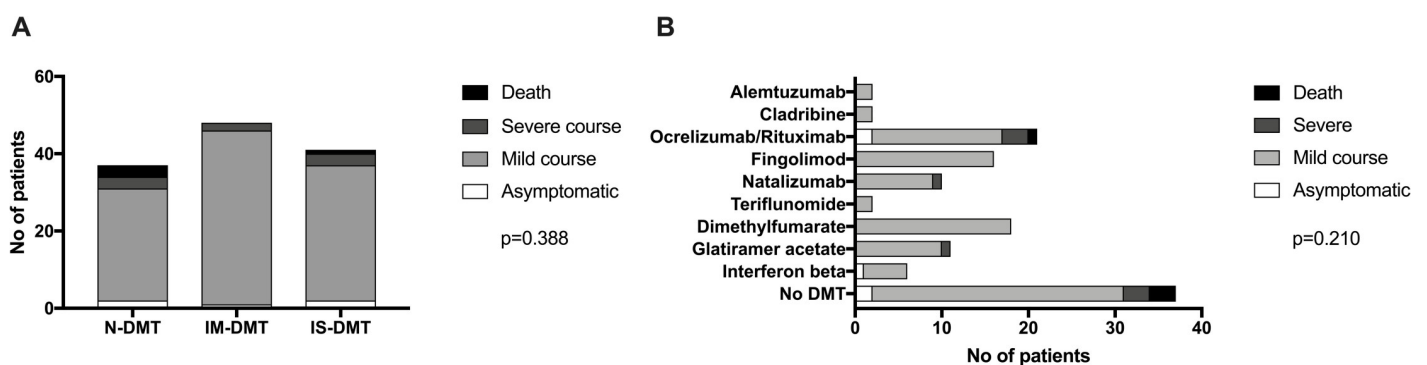 A
No of patients
60
40
20
0
N-DMT
IM-DMT
IS-DMT
Death
Severe course
Mild course
Asymptomatic
p=0.388
B
Alemtuzumab
Cladribine
Ocrelizumab/Rituximab
Fingolimod
Natalizumab
Teriflunomide
Dimethylfumarate
Glatiramer acetate
Interferon beta
No DMT
0
10
20
30
40
No of patients
Death
Severe
Mild course
Asymptomatic
p=0.210